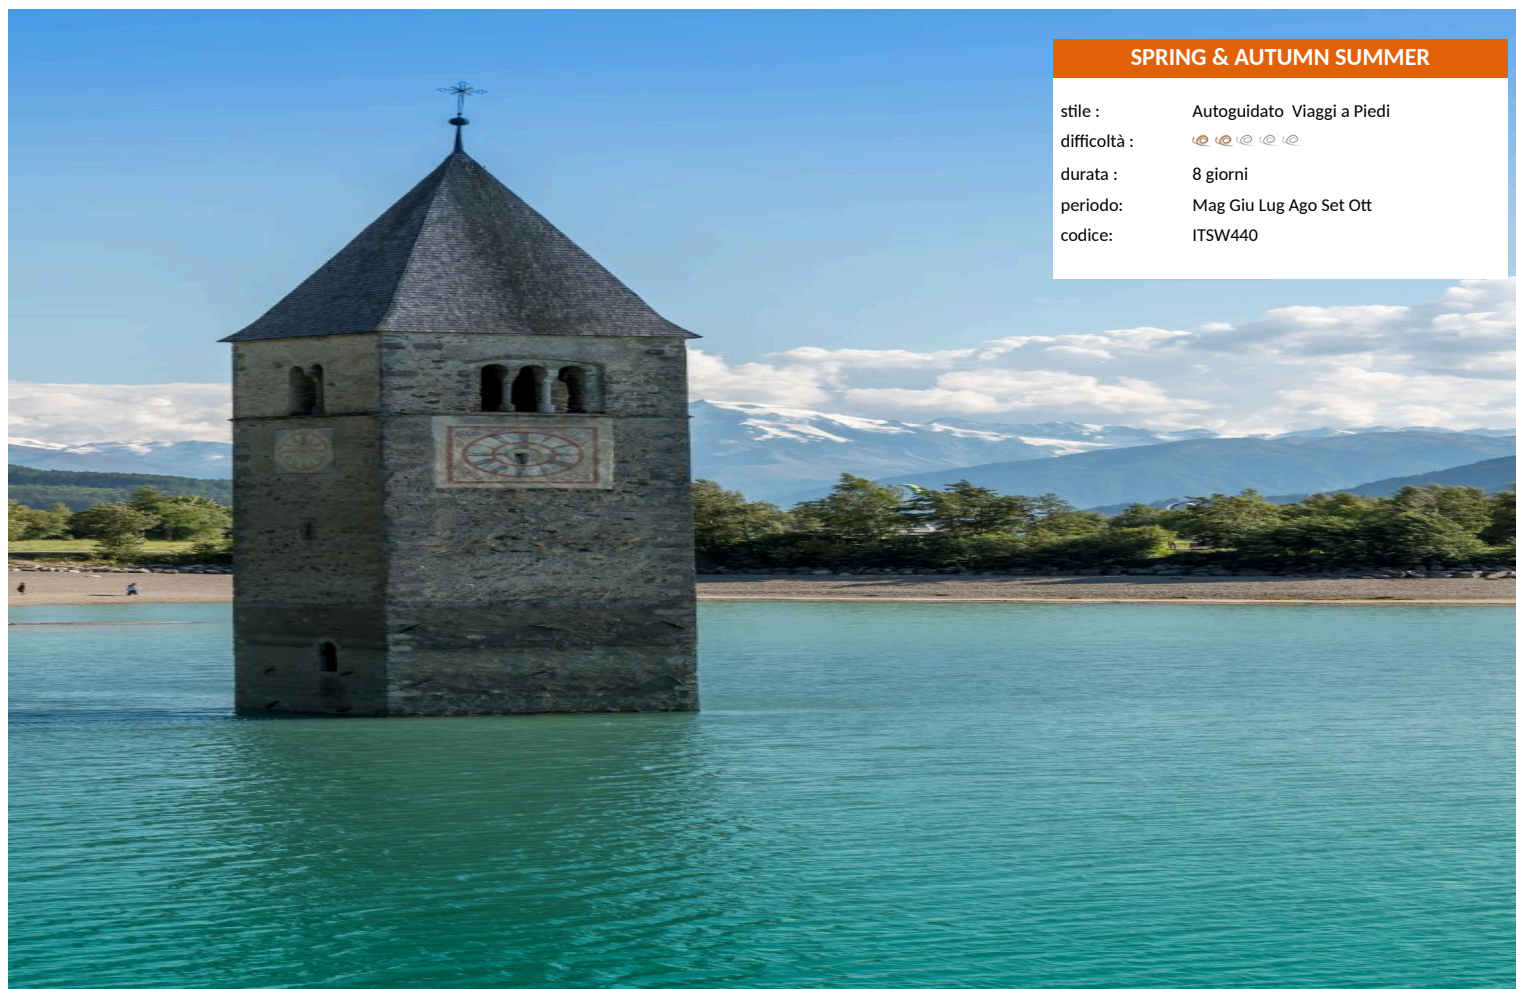 SPRING & AUTUMN SUMMER
stile : Autoguidato Viaggi a Piedi
difficoltà :
durata : 8 giorni
periodo: Mag Giu Lug Ago Set Ott
codice: ITSW440